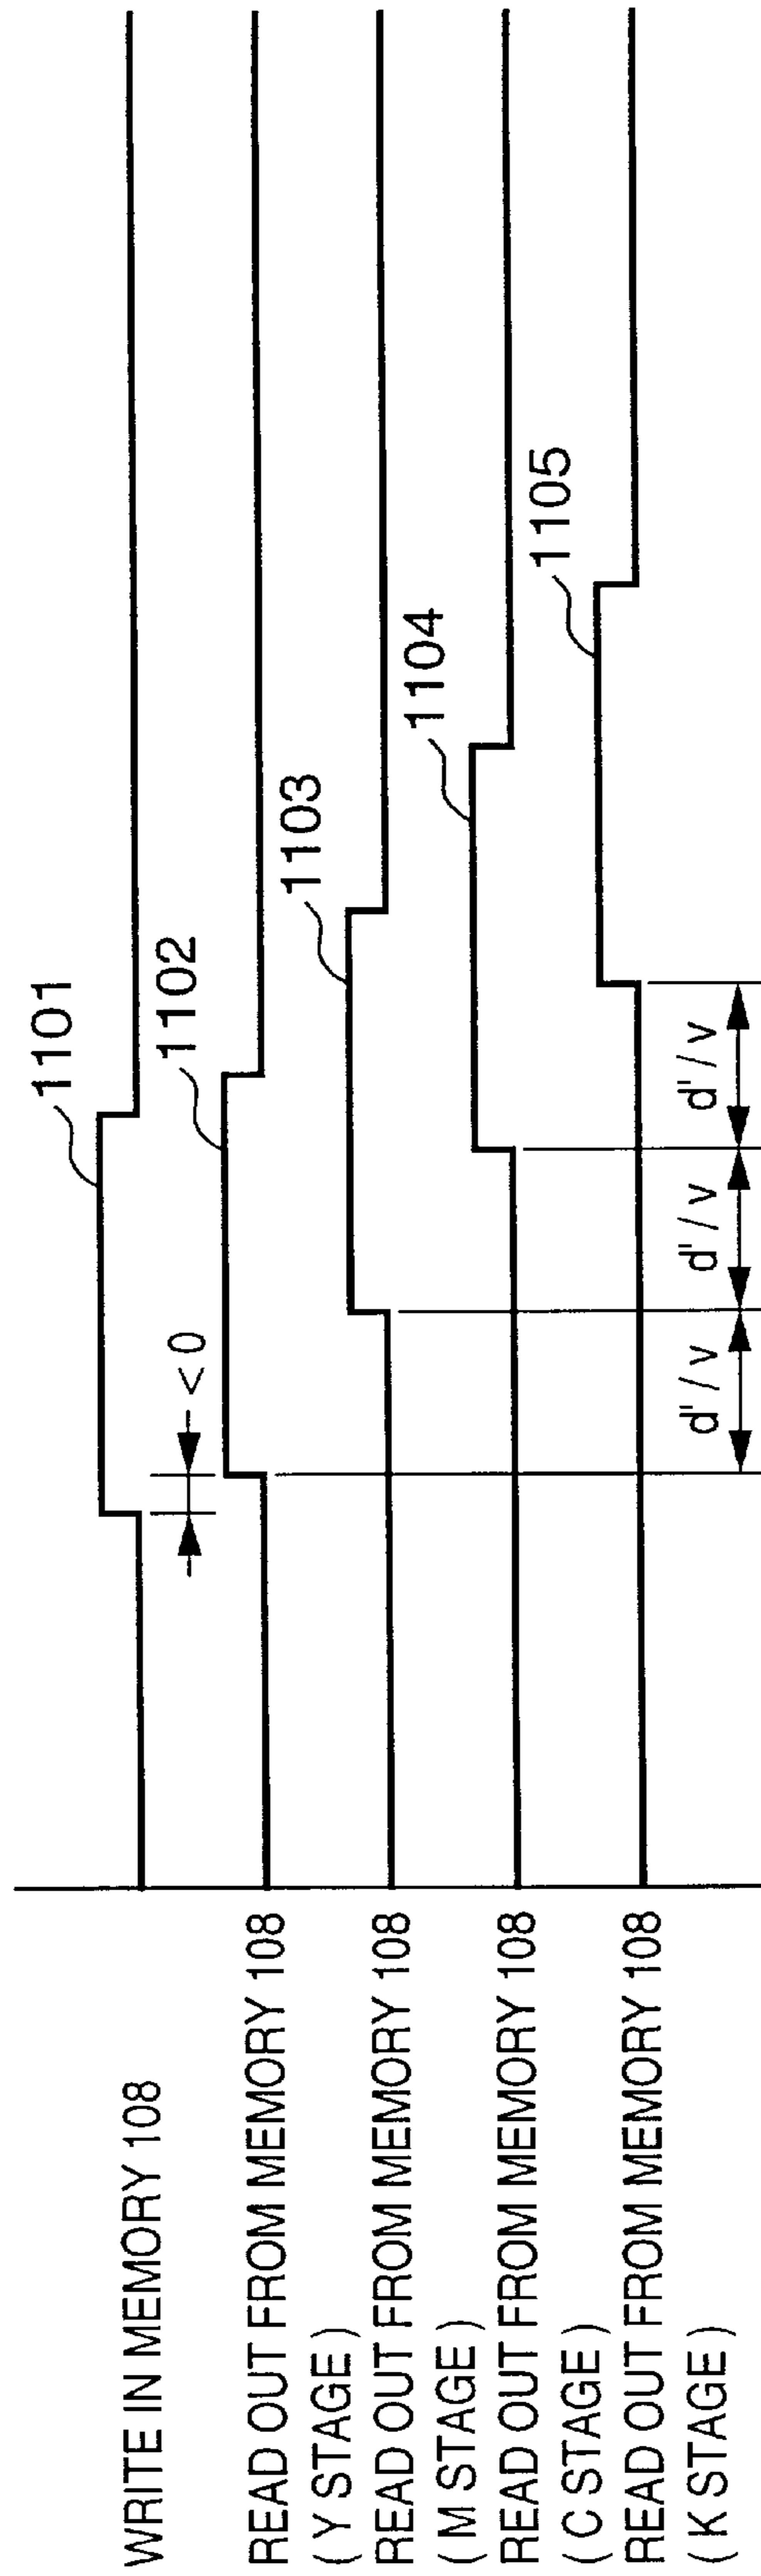 WRITE IN MEMORY 108
READ OUT FROM MEMORY 108
( Y STAGE )
READ OUT FROM MEMORY 108
( M STAGE )
READ OUT FROM MEMORY 108
( C STAGE )
READ OUT FROM MEMORY 108
( K STAGE )
1101
< 0
1102
1103
1104
1105
d' / v
d' / v
d' / v